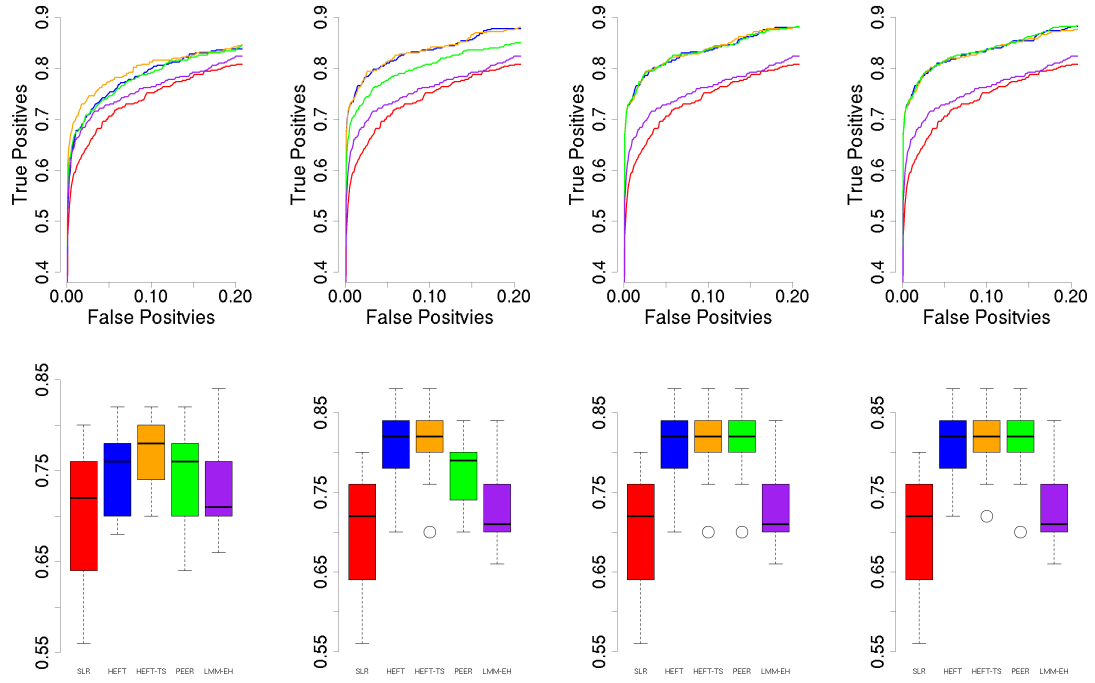 0.9 0.9 0.9 0.9
0.8 0.8 0.8 0.8
0.7 0.7 0.7 0.7
0.6 0.6 0.6 0.6
0.5 0.5 0.5 0.5
0.4 0.4 0.4 0.4
True Positives True Positives True Positives True Positives
0.00 0.10 0.20 0.00 0.10 0.20 0.00 0.10 0.20 0.00 0.10 0.20
False Positvies False Positvies False Positvies False Positvies
0.85 0.85 0.85 0.85
0.75 0.75 0.75 0.75
0.65 0.65 0.65 0.65
0.55 0.55 0.55 0.55
SLR HEFT HEFT-TS PEER LMM-EH SLR HEFT HEFT-TS PEER LMM-EH SLR HEFT HEFT-TS PEER LMM-EH SLR HEFT HEFT-TS PEER LMM-EH